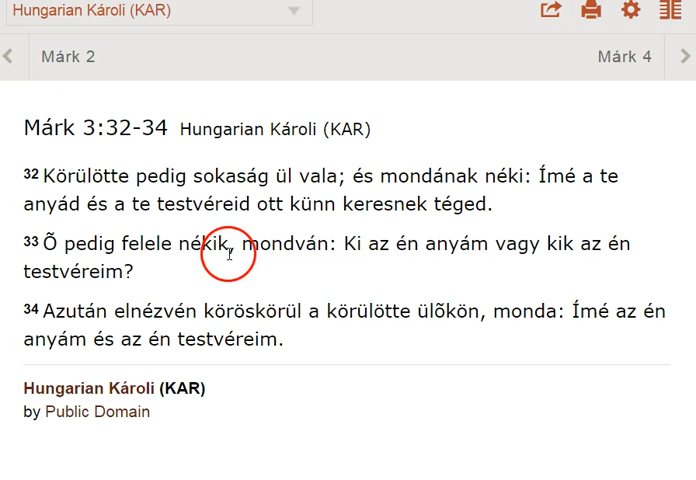 Hungarian Károli (KAR)
Márk 2
Márk 4
Márk 3:32-34 Hungarian Károli (KAR)
32 Körülötte pedig sokaság ül vala; és mondának néki: Ímé a te
anyád és a te testvéreid ott künn keresnek téged.
33 Õ pedig felele nékik, mondván: Ki az én anyám vagy kik az én
testvéreim?
34 Azután elnézvén köröskörül a körülötte ülõkön, monda: Ímé az én
anyám és az én testvéreim.
Hungarian Károli (KAR)
by Public Domain